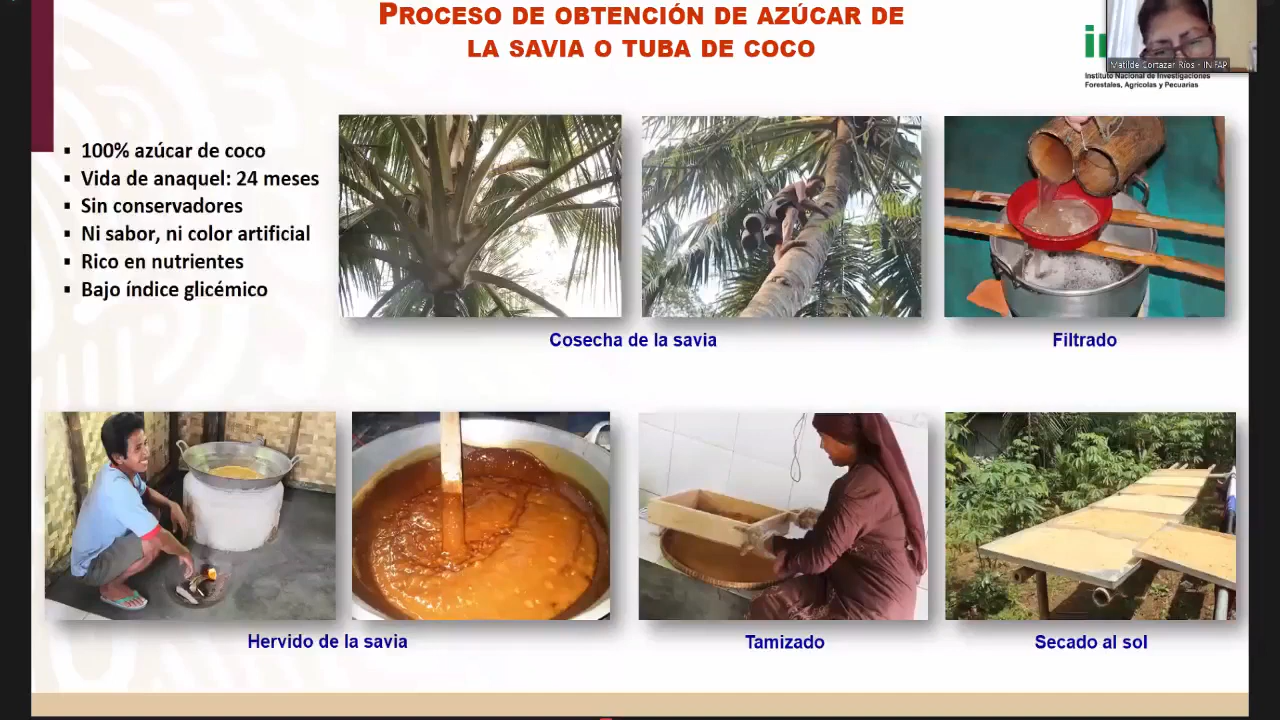 PROCESO DE OBTENCIÓN DE AZÚCAR DE
LA SAVIA O TUBA DE COCO
Matilde Cortazar Rios - INIFAP
Instituto Nacional de Investigaciones
Forestales, Agrícolas y Pecuarias
▪ 100% azúcar de coco
▪ Vida de anaquel: 24 meses
▪ Sin conservadores
▪ Ni sabor, ni color artificial
▪ Rico en nutrientes
▪ Bajo índice glicémico
Cosecha de la savia
Filtrado
Hervido de la savia
Tamizado
Secado al sol